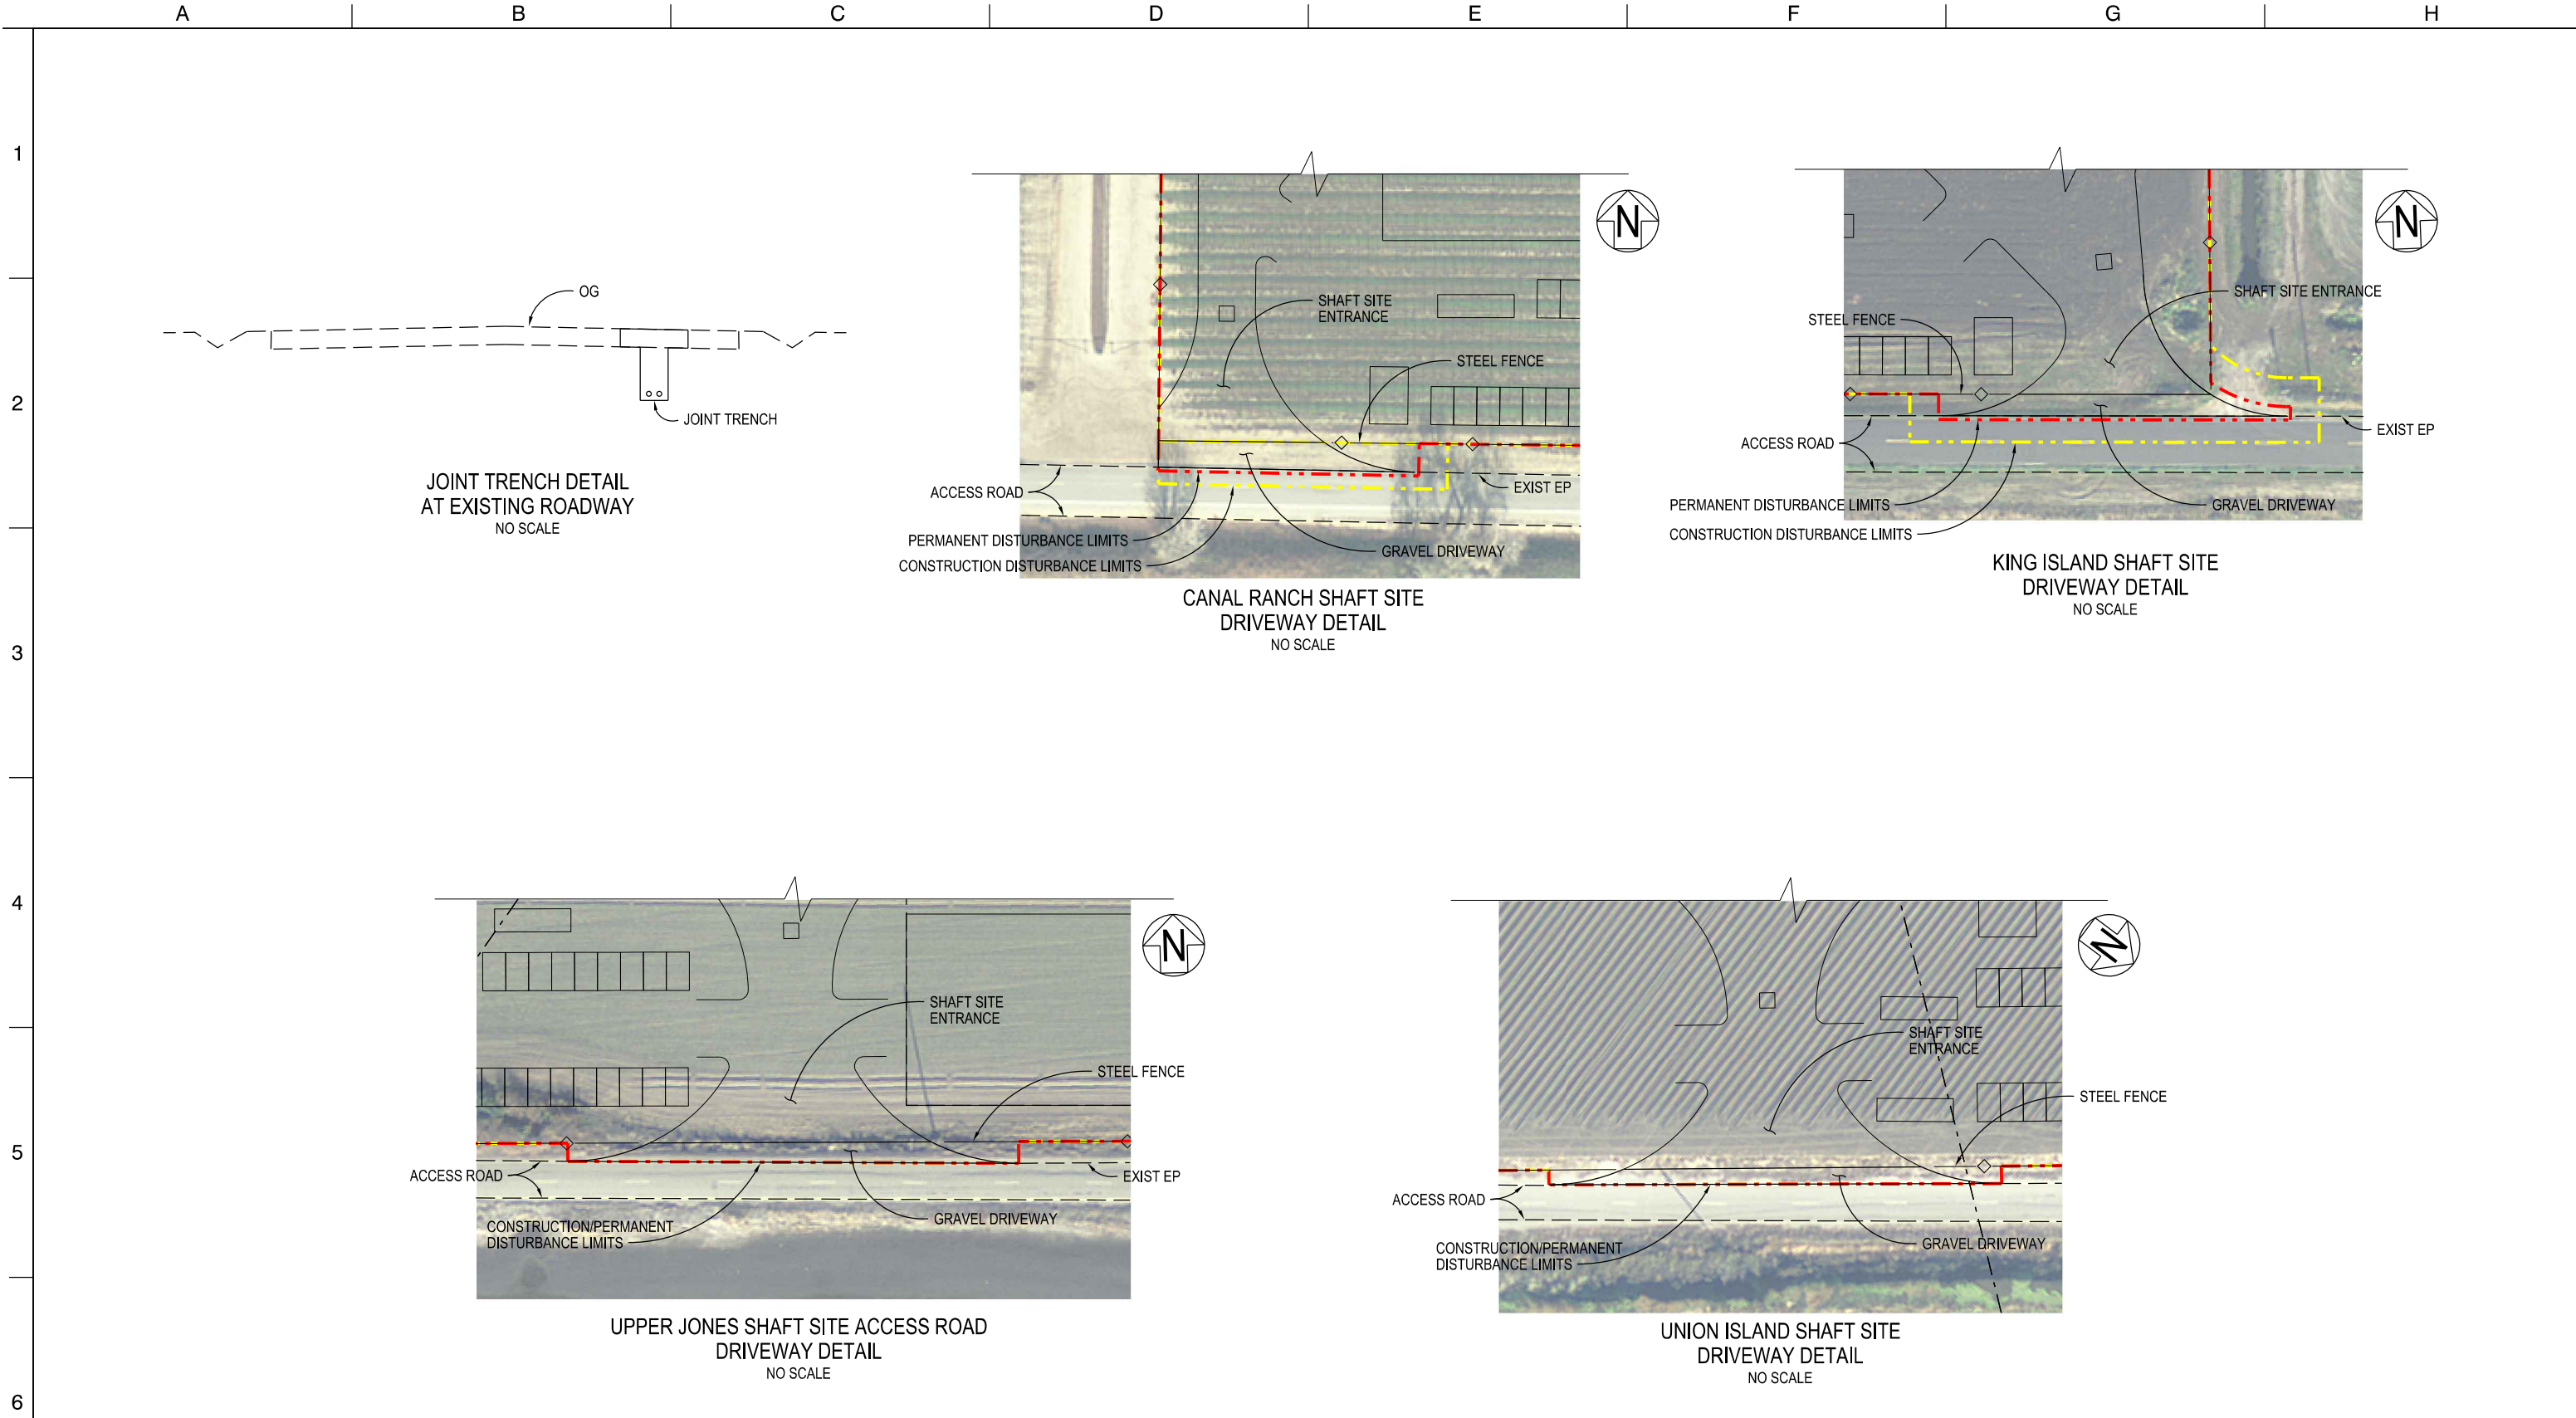 A B C D E F G H
1
2
3
4
5
6
OG
JOINT TRENCH
JOINT TRENCH DETAIL
AT EXISTING ROADWAY
NO SCALE
N
SHAFT SITE
ENTRANCE
STEEL FENCE
ACCESS ROAD
EXIST EP
PERMANENT DISTURBANCE LIMITS
GRAVEL DRIVEWAY
CONSTRUCTION DISTURBANCE LIMITS
CANAL RANCH SHAFT SITE
DRIVEWAY DETAIL
NO SCALE
N
SHAFT SITE ENTRANCE
STEEL FENCE
EXIST EP
ACCESS ROAD
PERMANENT DISTURBANCE LIMITS
GRAVEL DRIVEWAY
CONSTRUCTION DISTURBANCE LIMITS
KING ISLAND SHAFT SITE
DRIVEWAY DETAIL
NO SCALE
N
SHAFT SITE
ENTRANCE
STEEL FENCE
ACCESS ROAD
EXIST EP
GRAVEL DRIVEWAY
CONSTRUCTION/PERMANENT
DISTURBANCE LIMITS
UPPER JONES SHAFT SITE ACCESS ROAD
DRIVEWAY DETAIL
NO SCALE
N
SHAFT SITE
ENTRANCE
STEEL FENCE
ACCESS ROAD
GRAVEL DRIVEWAY
CONSTRUCTION/PERMANENT
DISTURBANCE LIMITS
UNION ISLAND SHAFT SITE
DRIVEWAY DETAIL
NO SCALE